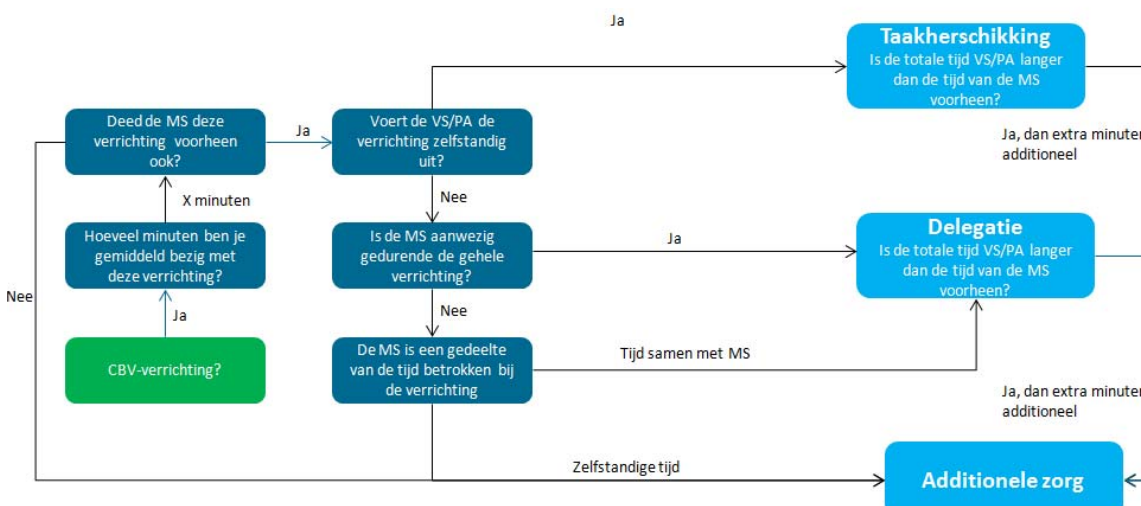 Ja
Taakherschikking
Is de totale tijd VS/PA langer
dan de tijd van de MS
voorheen?
Deed de MS deze
verrichting voorheen
ook?
Ja
Voert de VS/PA de
verrichting zelfstandig
uit?
Ja, dan extra minuten
additioneel
X minuten
Nee
Hoeveel minuten ben je
gemiddeld bezig met
deze verrichting?
Is de MS aanwezig
gedurende de gehele
verrichting?
Ja
Delegatie
Is de totale tijd VS/PA langer
dan de tijd van de MS
voorheen?
Nee
Ja
Nee
CBV-verrichting?
De MS is een gedeelte
van de tijd betrokken bij
de verrichting
Tijd samen met MS
Ja, dan extra minuten
additioneel
Zelfstandige tijd
Additionele zorg